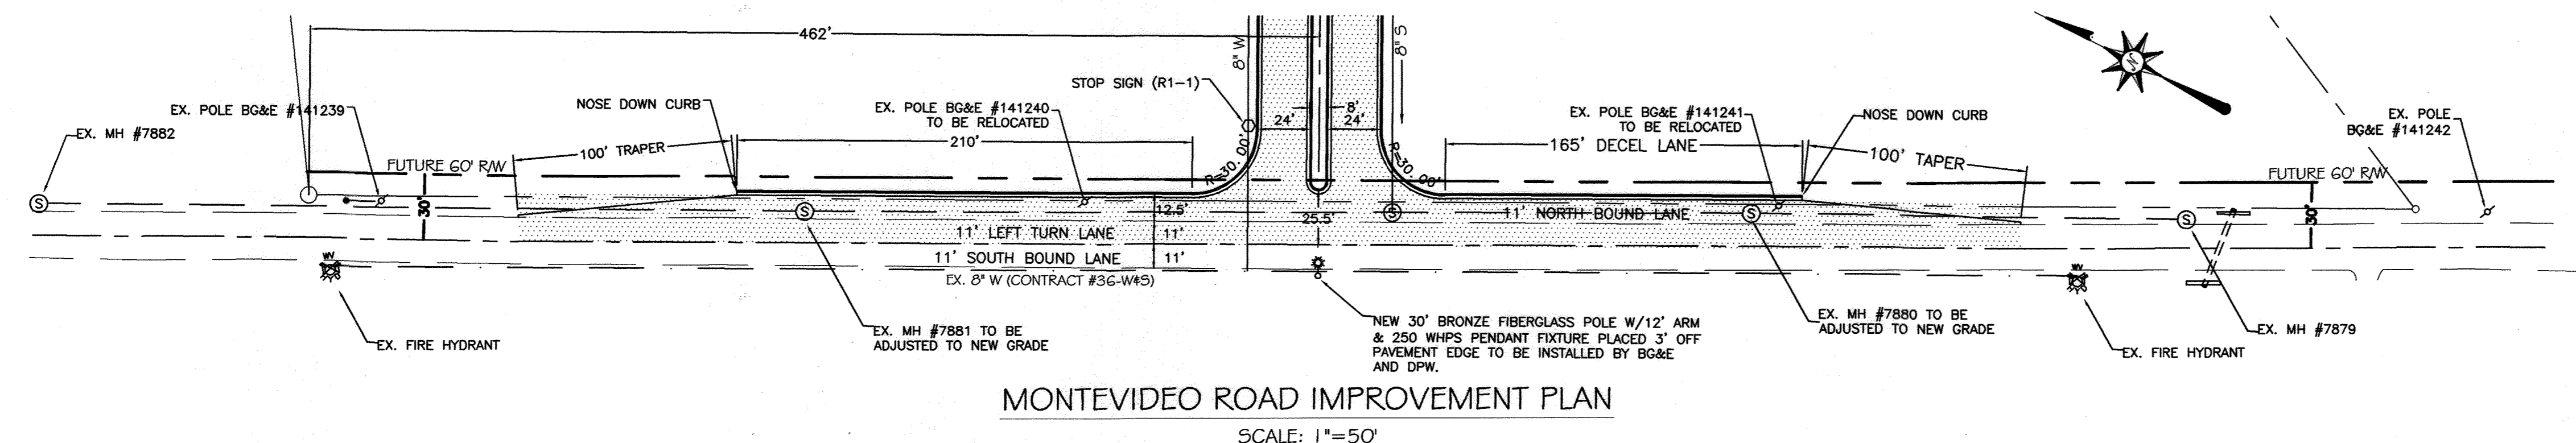 462'
8" W
8" S
N
STOP SIGN (R1-1)
EX. MH #7882
EX. POLE BG&E #141239
NOSE DOWN CURB
EX. POLE BG&E #141240
TO BE RELOCATED
8'
24'
24'
EX. POLE BG&E #141241
TO BE RELOCATED
NOSE DOWN CURB
EX. POLE
BG&E #141242
100' TRAPER
210'
165' DECEL LANE
100' TAPER
FUTURE 60' R/W
R=30.00'
R=30.00'
FUTURE 60' R/W
S
30'
S
12.5'
25.5'
S
11' NORTH BOUND LANE
S
S
30'
11' LEFT TURN LANE
11'
11' SOUTH BOUND LANE
11'
WV
WV
EX. 8" W (CONTRACT #36-W&S)
EX. FIRE HYDRANT
EX. MH #7881 TO BE
ADJUSTED TO NEW GRADE
NEW 30' BRONZE FIBERGLASS POLE W/12' ARM
& 250 WHPS PENDANT FIXTURE PLACED 3' OFF
PAVEMENT EDGE TO BE INSTALLED BY BG&E
AND DPW.
EX. MH #7880 TO BE
ADJUSTED TO NEW GRADE
EX. FIRE HYDRANT
EX. MH #7879
MONTEVIDEO ROAD IMPROVEMENT PLAN
SCALE: 1"=50'